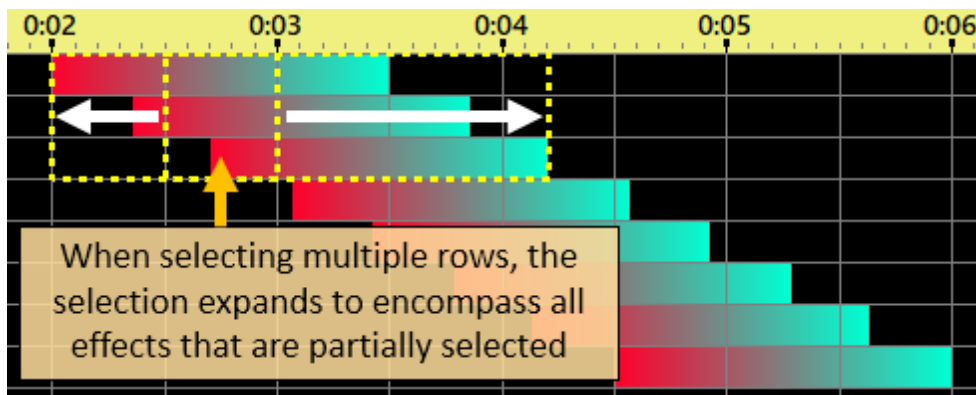 0:02 0:03 0:04 0:05 0:06
When selecting multiple rows, the
selection expands to encompass all
effects that are partially selected